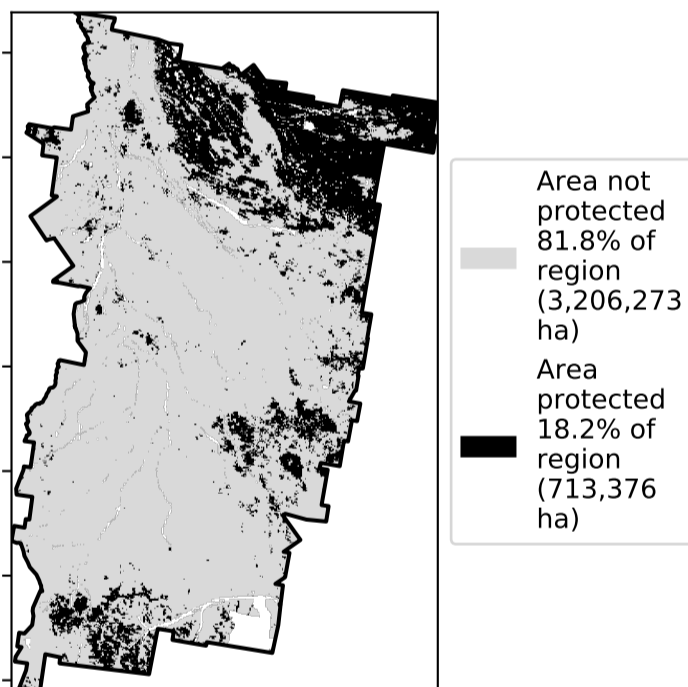 Area not
protected
81.8% of
region
(3,206,273
ha)
Area
protected
18.2% of
region
(713,376
ha)